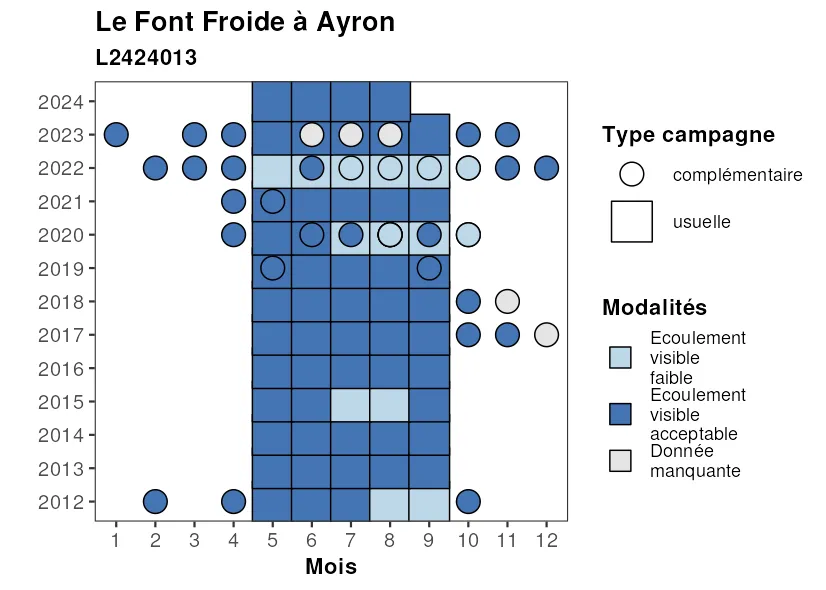 Le Font Froide à Ayron
L2424013
2024
2023
2022
2021
2020
2019
2018
2017
2016
2015
2014
2013
2012
1 2 3 4 5 6 7 8 9 10 11 12
Mois
Type campagne
complémentaire
usuelle
Modalités
Ecoulement
visible
faible
Ecoulement
visible
acceptable
Donnée
manquante